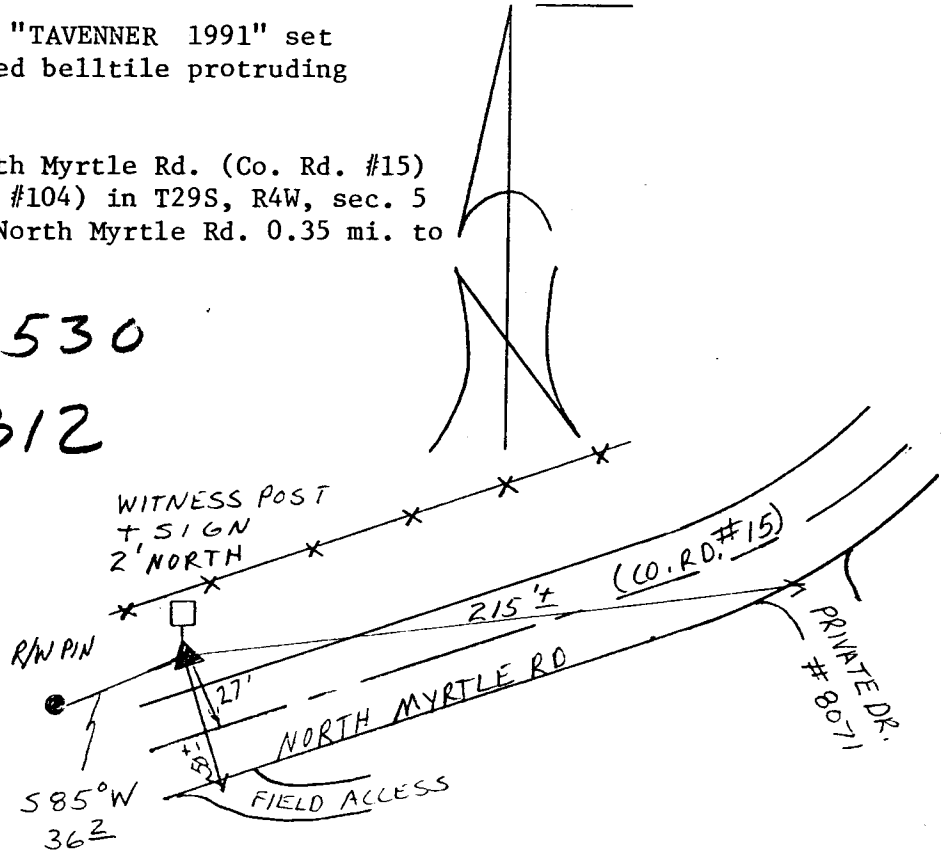 "TAVENNER 1991" set
ed belltile protruding
th Myrtle Rd. (Co. Rd. #15)
#104) in T29S, R4W, sec. 5
North Myrtle Rd. 0.35 mi. to
530
312
WITNESS POST
+ SIGN
2' NORTH
(CO. RD. #15)
215'±
R/W PIN
27'
NORTH MYRTLE RD
PRIVATE DR.
#8071
FIELD ACCESS
S85°W
36 2